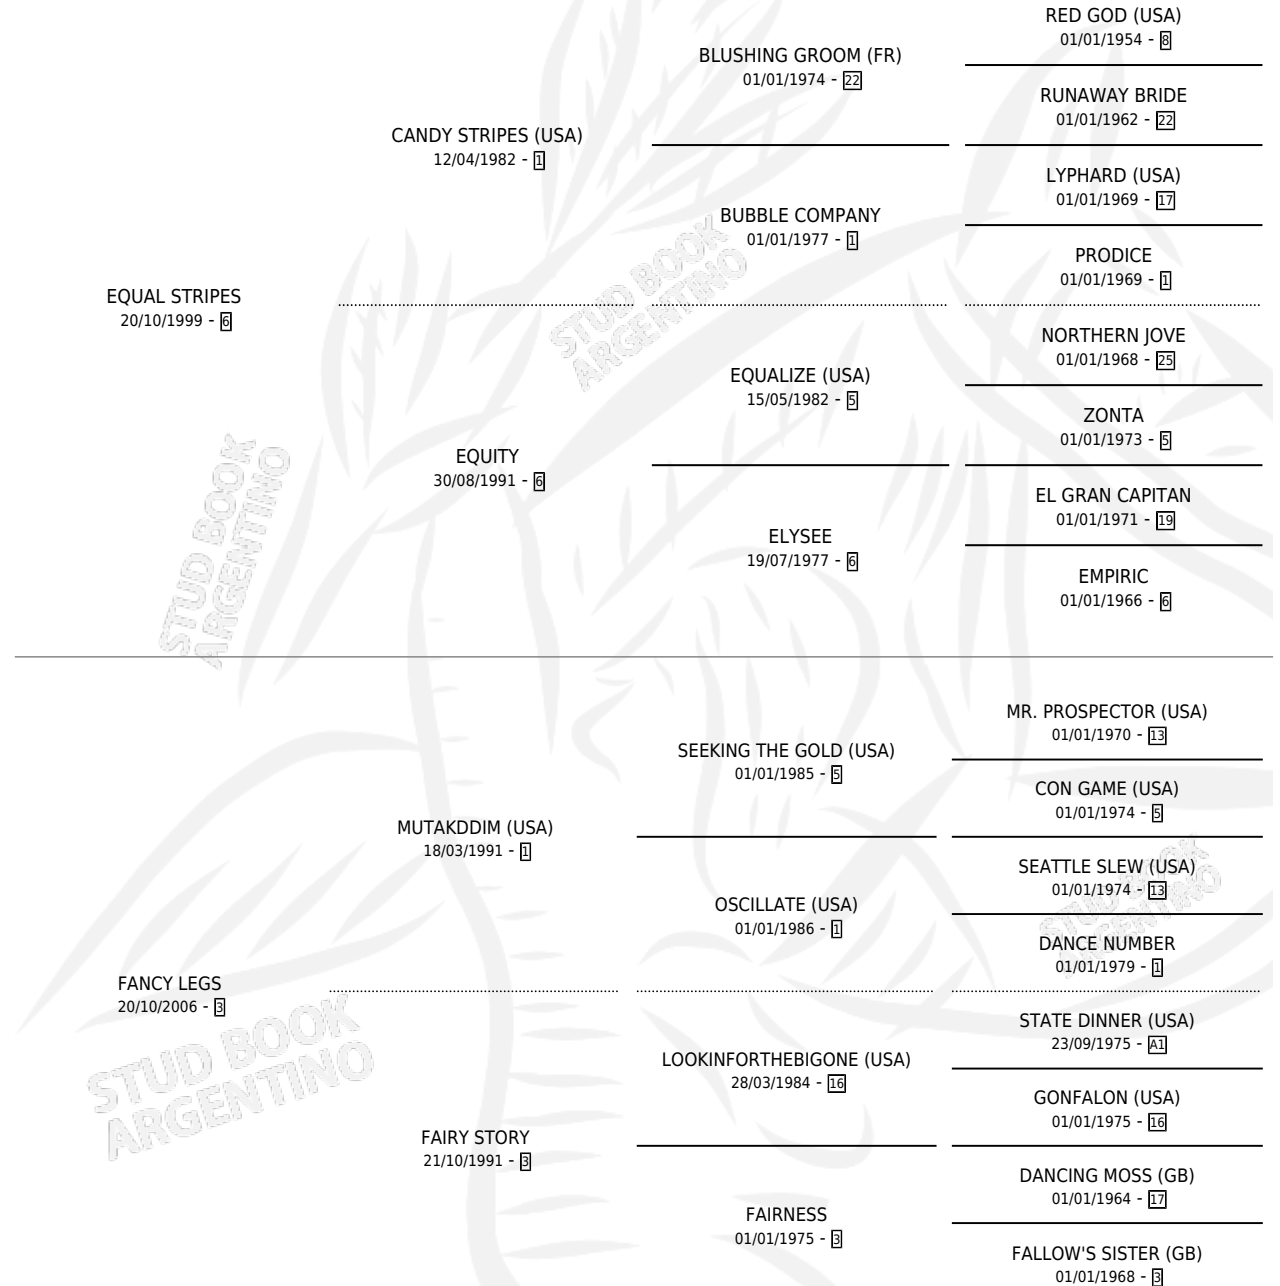 RED GOD (USA)
01/01/1954 - 8
BLUSHING GROOM (FR)
01/01/1974 - 22
RUNAWAY BRIDE
01/01/1962 - 22
CANDY STRIPES (USA)
12/04/1982 - 1
LYPHARD (USA)
01/01/1969 - 17
BUBBLE COMPANY
01/01/1977 - 1
PRODICE
01/01/1969 - 1
STUD BOOK
ARGENTINO
EQUAL STRIPES
20/10/1999 - 6
NORTHERN JOVE
01/01/1968 - 25
EQUALIZE (USA)
15/05/1982 - 5
ZONTA
01/01/1973 - 5
EQUITY
30/08/1991 - 6
EL GRAN CAPITAN
01/01/1971 - 19
ELYSEE
19/07/1977 - 6
EMPIRIC
01/01/1966 - 6
STUD BOOK
ARGENTINO
MR. PROSPECTOR (USA)
01/01/1970 - 13
SEEKING THE GOLD (USA)
01/01/1985 - 5
CON GAME (USA)
01/01/1974 - 5
MUTAKDDIM (USA)
18/03/1991 - 1
SEATTLE SLEW (USA)
01/01/1974 - 13
OSCILLATE (USA)
01/01/1986 - 1
STUD BOOK
ARGENTINO
DANCE NUMBER
01/01/1979 - 1
FANCY LEGS
20/10/2006 - 3
STATE DINNER (USA)
23/09/1975 - A1
LOOKINFORTHEBIGONE (USA)
28/03/1984 - 16
GONFALON (USA)
01/01/1975 - 16
STUD BOOK
ARGENTINO
FAIRY STORY
21/10/1991 - 3
DANCING MOSS (GB)
01/01/1964 - 17
FAIRNESS
01/01/1975 - 3
FALLOW'S SISTER (GB)
01/01/1968 - 3